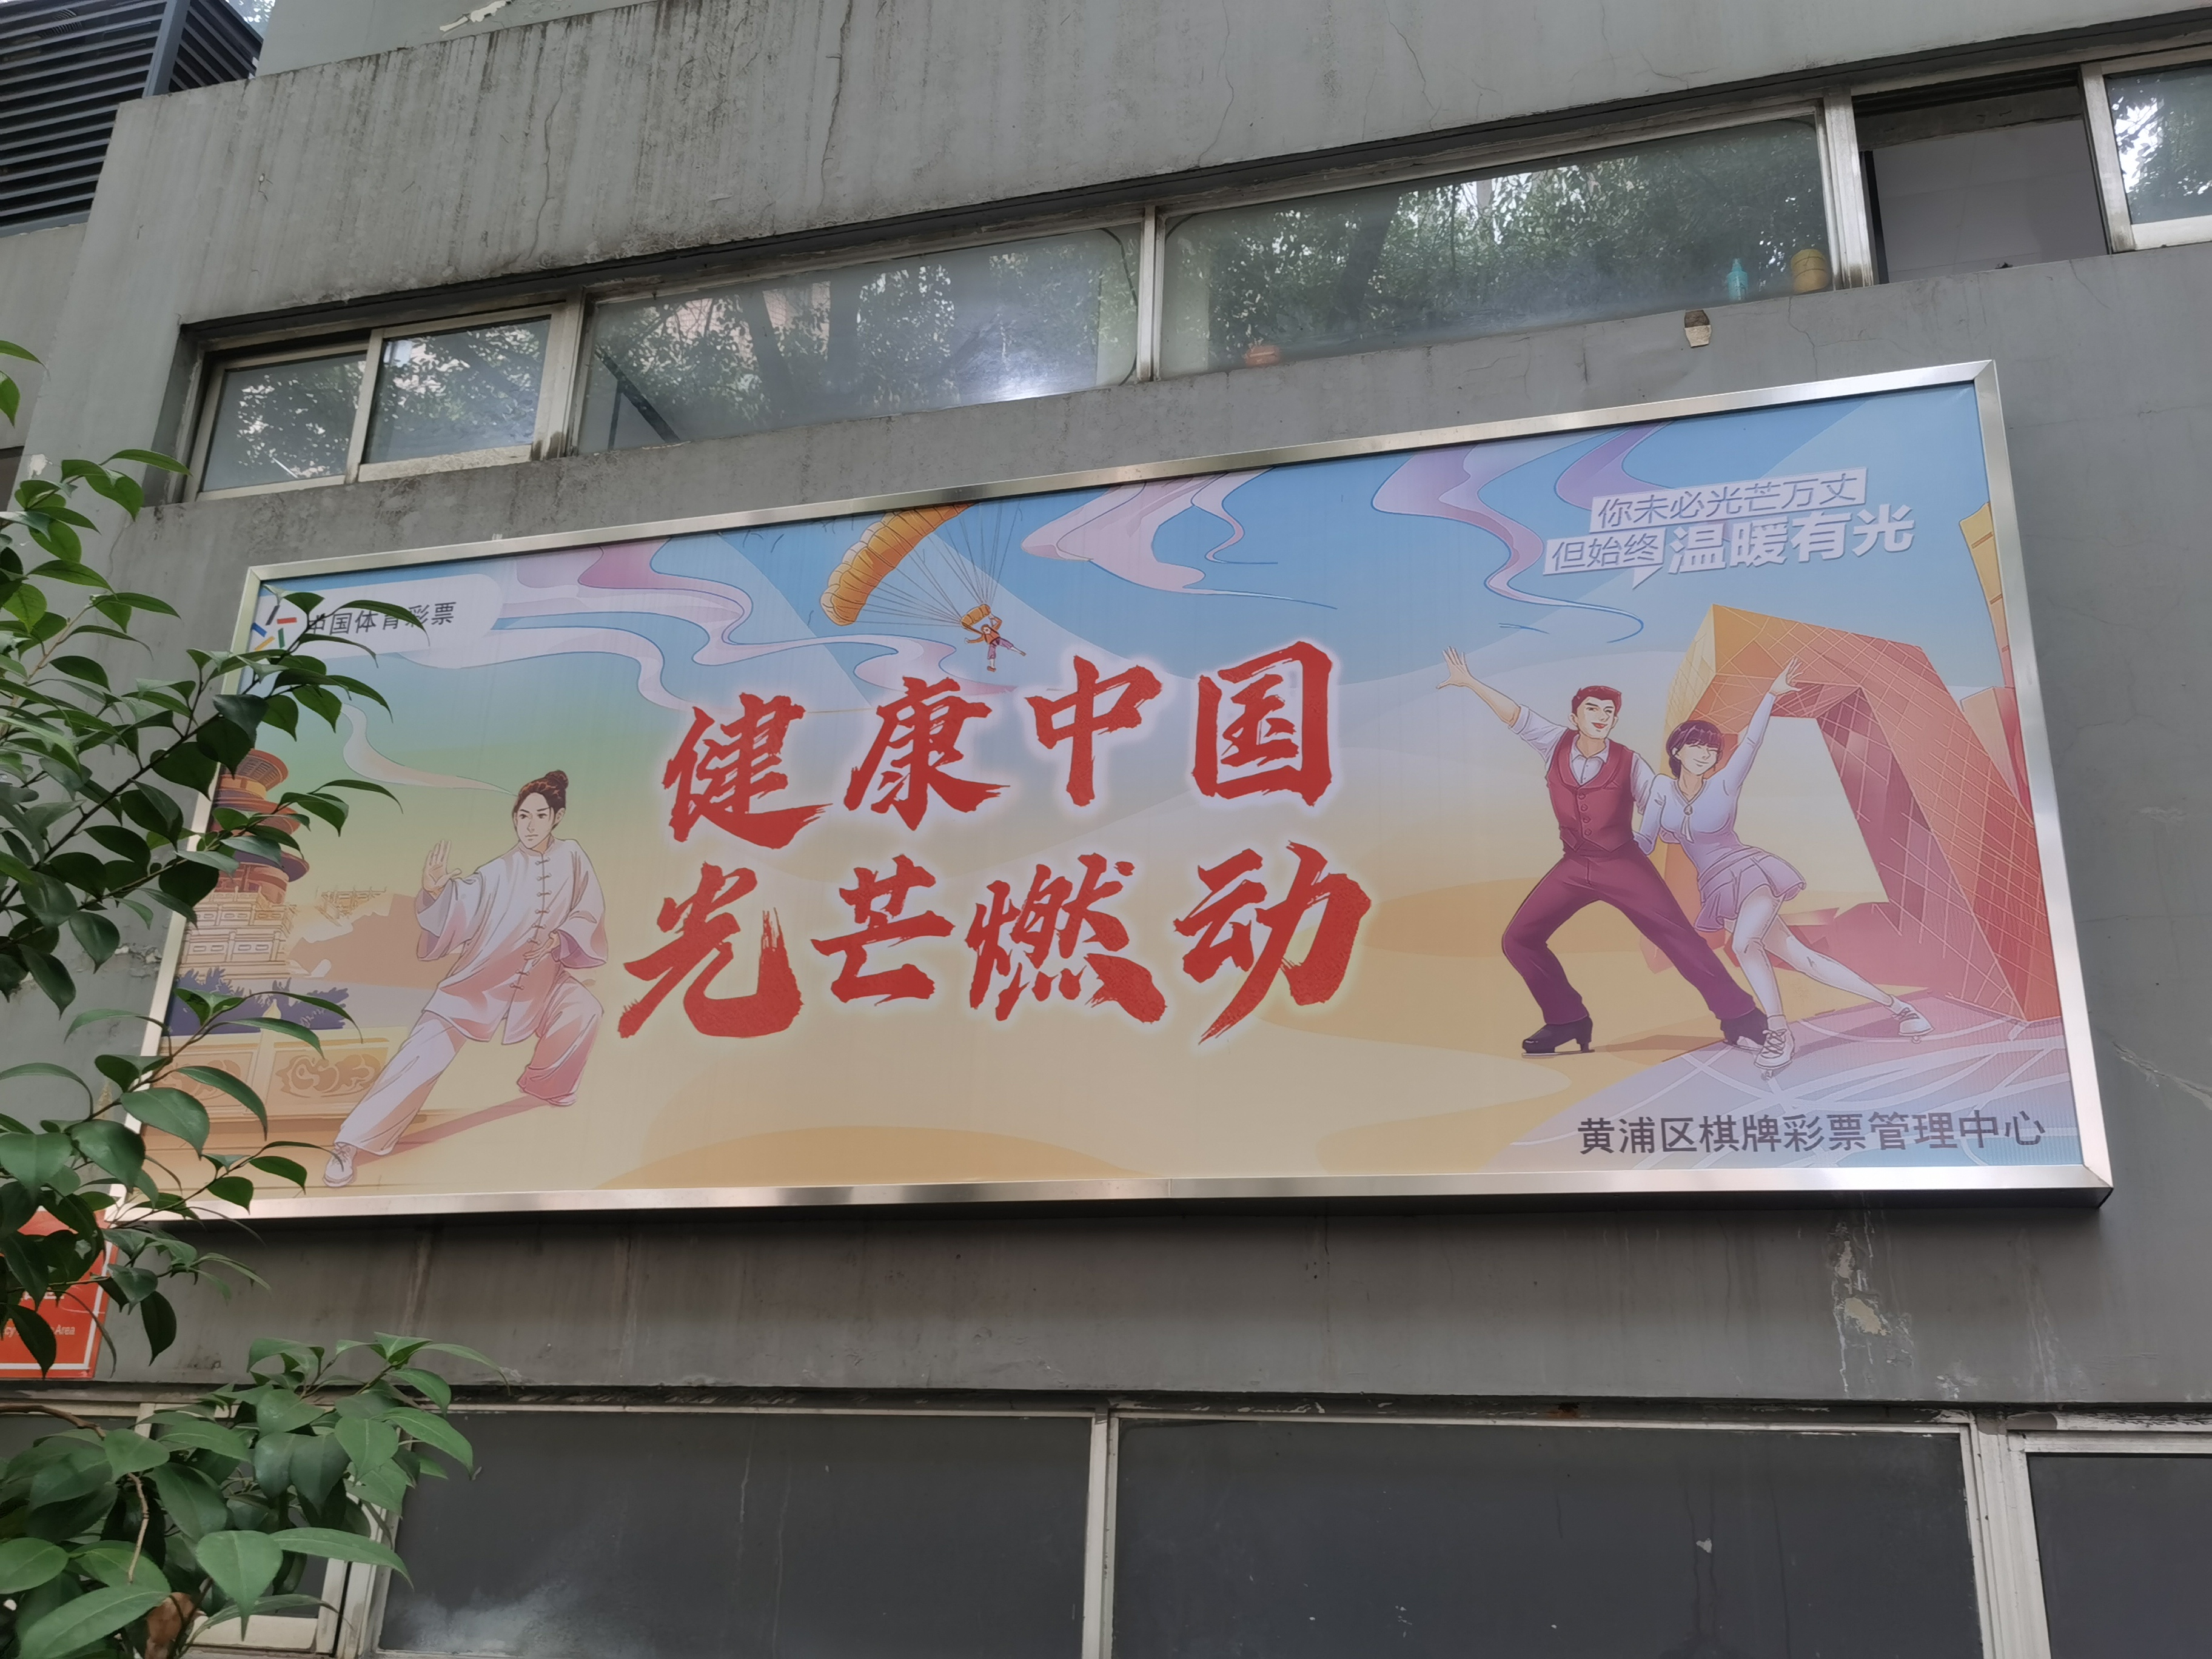 中国体育彩票
你未必光芒万丈
但始终温暖有光
健康中国
光芒燃动
黄浦区棋牌彩票管理中心
Area